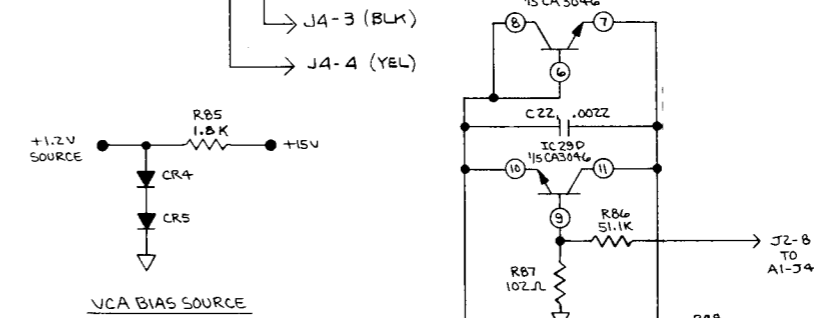 1/5 CA3046
8
7
J4-3 (BLK)
J4-4 (YEL)
6
R85
1.8K
+1.2V
SOURCE
+15V
C22
.0022
IC29D
1/5 CA3046
CR4
10
11
CR5
9
R86
51.1K
J2-8
TO
A1-J4
R87
102Ω
VCA BIAS SOURCE